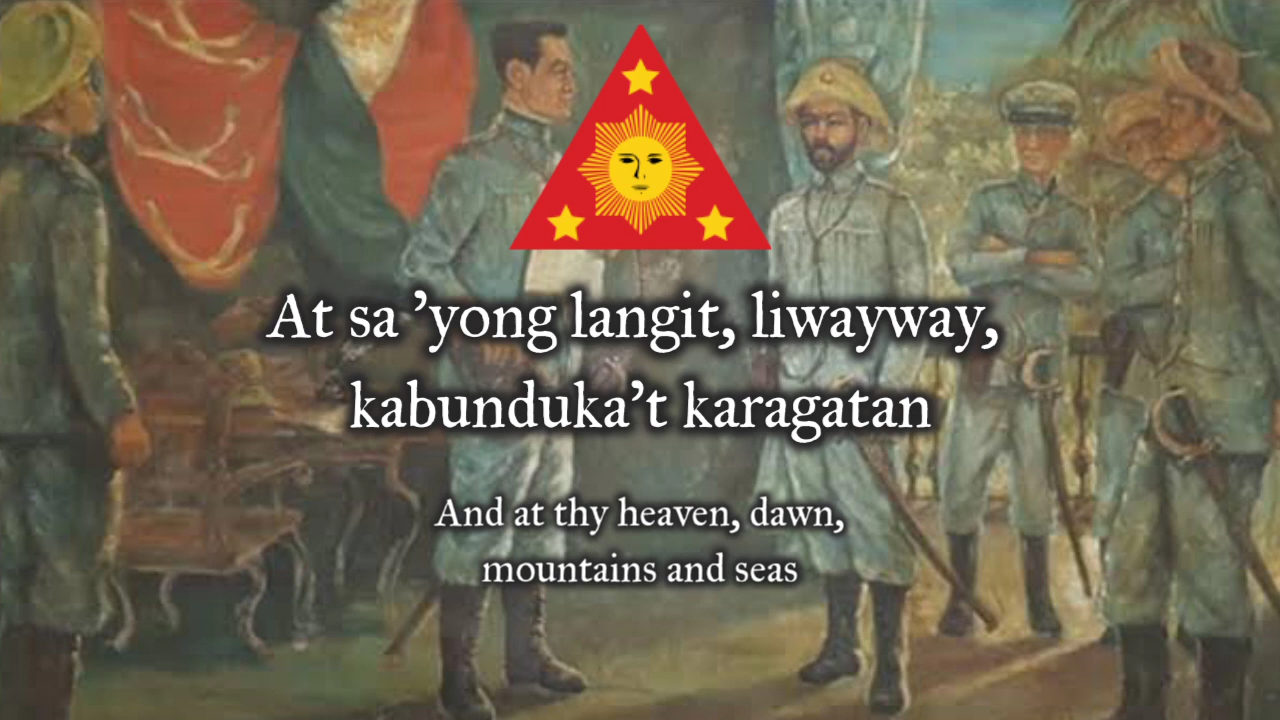 At sa ’yong langit, liwayway,
kabunduka’t karagatan
And at thy heaven, dawn,
mountains and seas